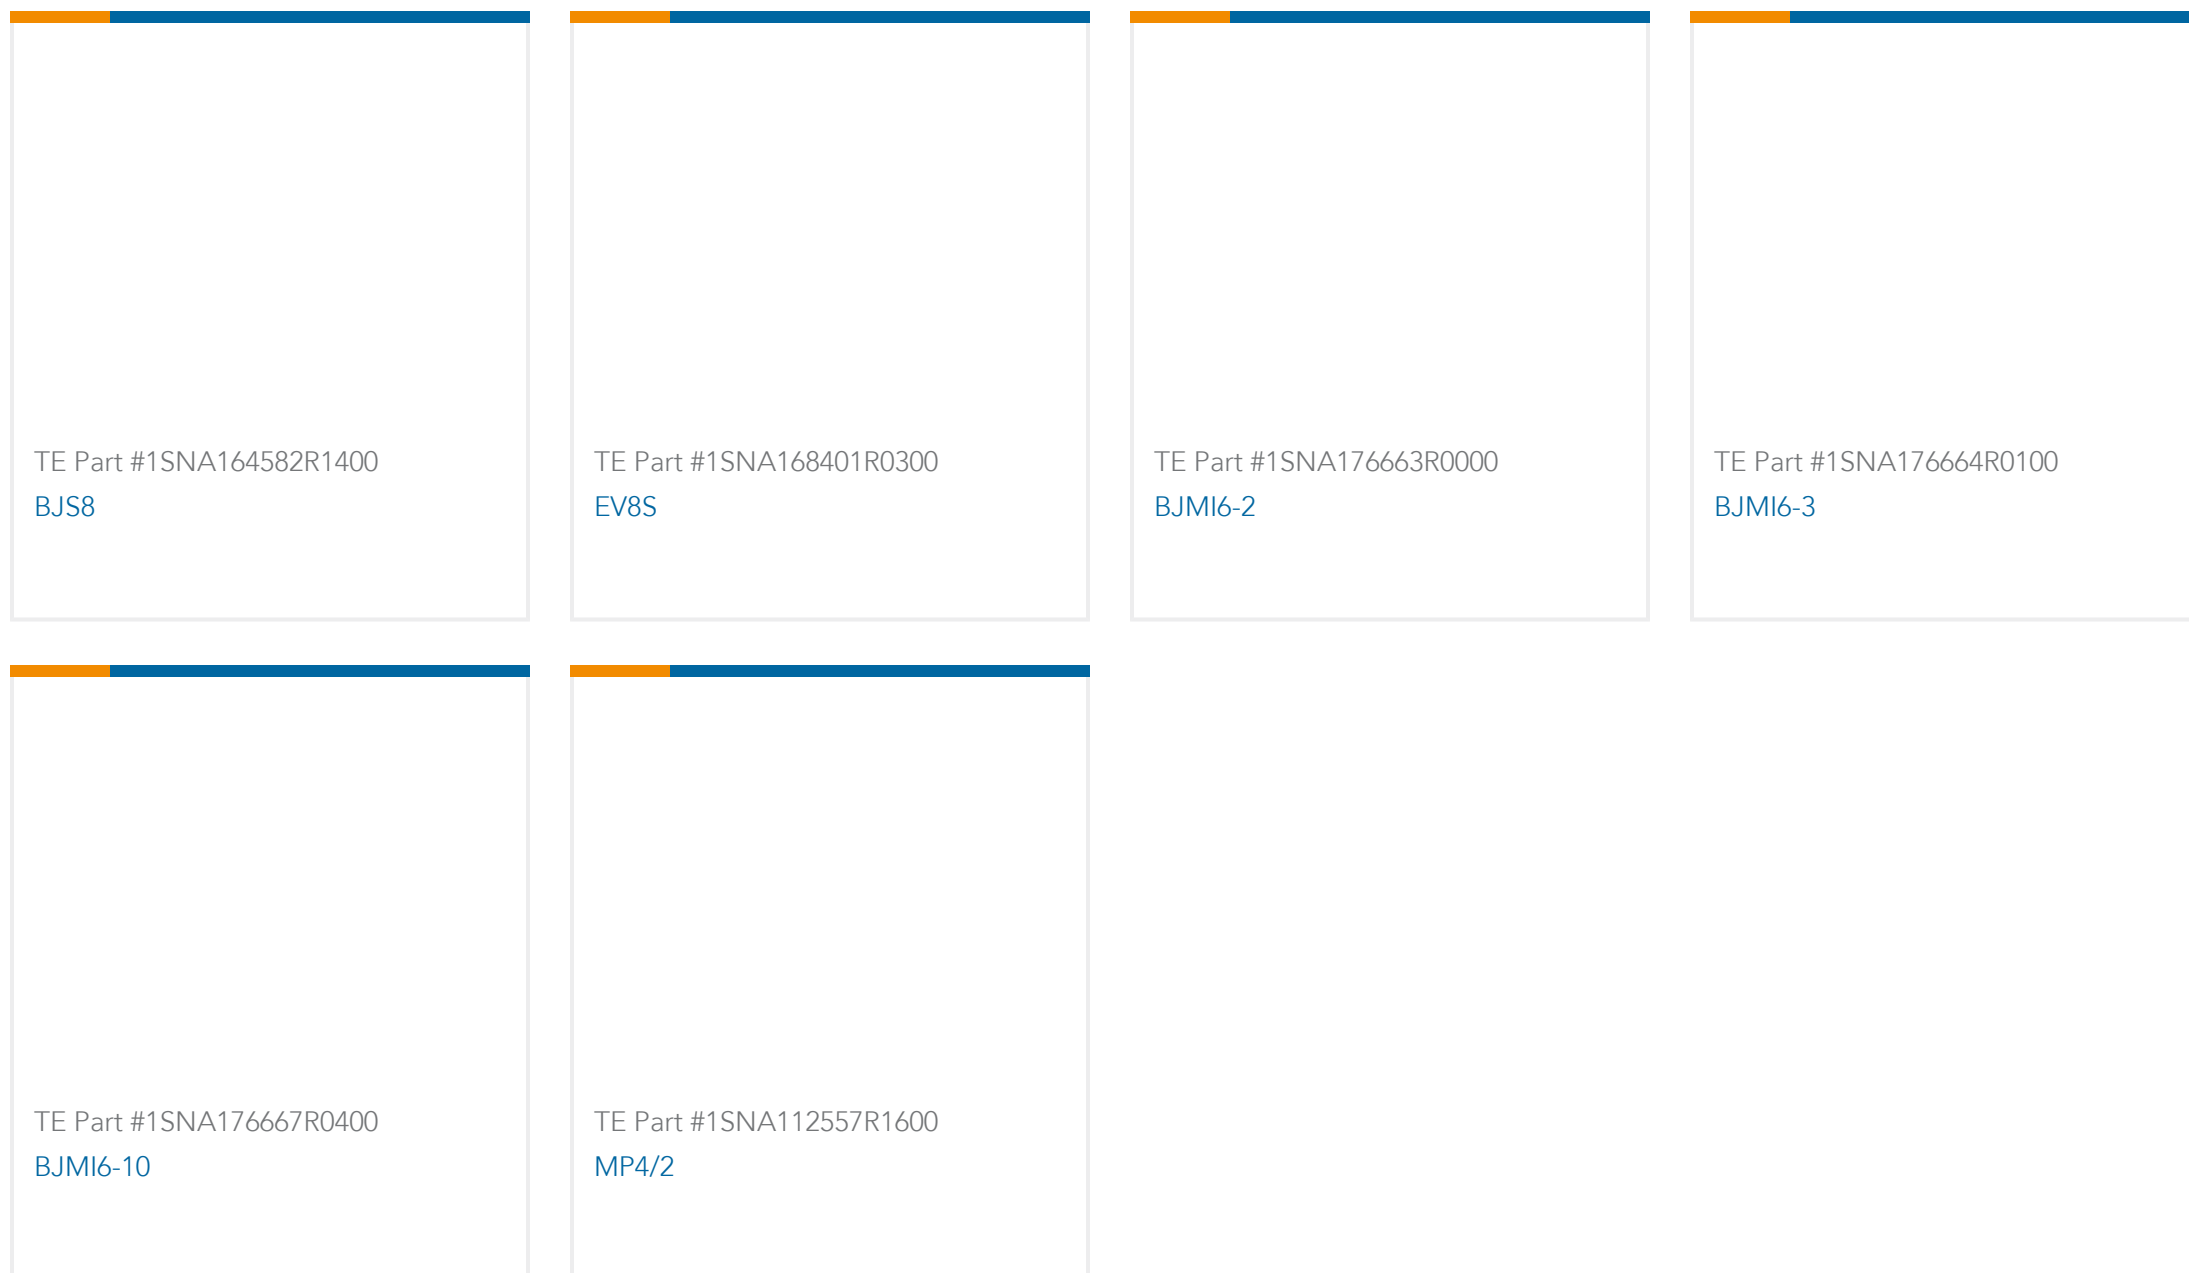 TE Part #1SNA164582R1400
BJS8
TE Part #1SNA168401R0300
EV8S
TE Part #1SNA176663R0000
BJMI6-2
TE Part #1SNA176664R0100
BJMI6-3
TE Part #1SNA176667R0400
BJMI6-10
TE Part #1SNA112557R1600
MP4/2